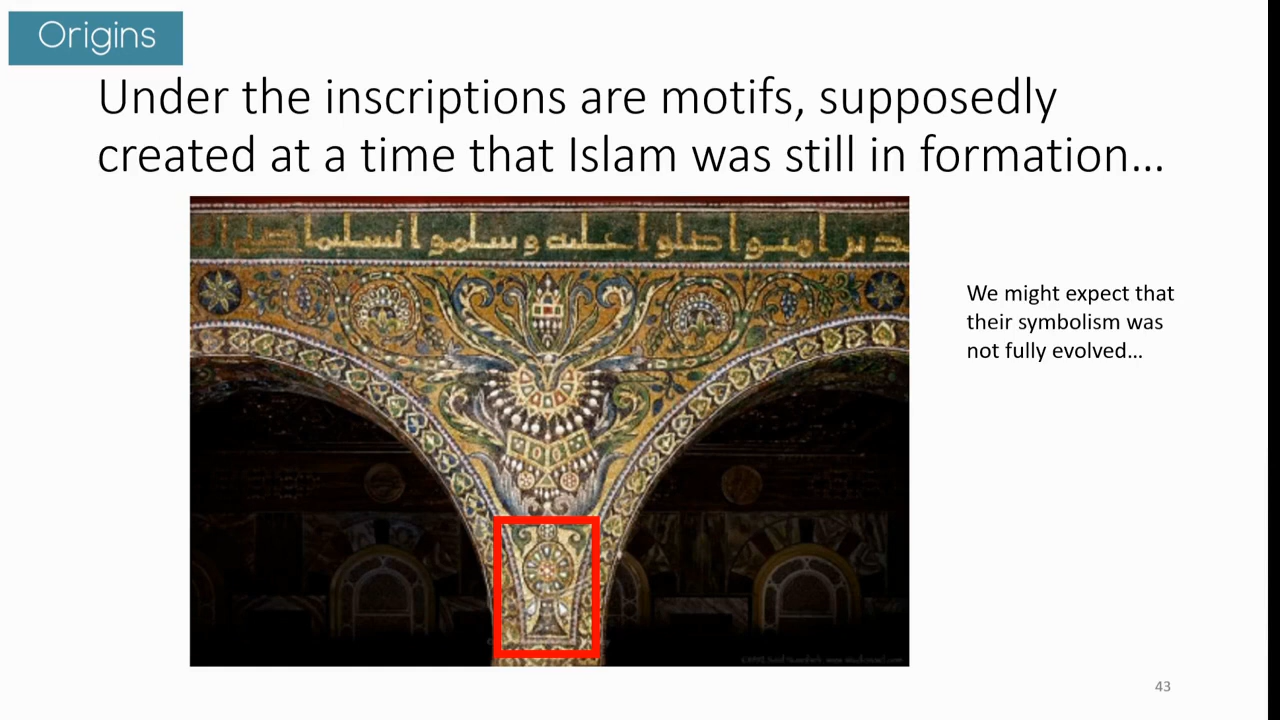 Origins
Under the inscriptions are motifs, supposedly
created at a time that Islam was still in formation...
امنوا صلوا عليه وسلموا تسليما
We might expect that
their symbolism was
not fully evolved...
43